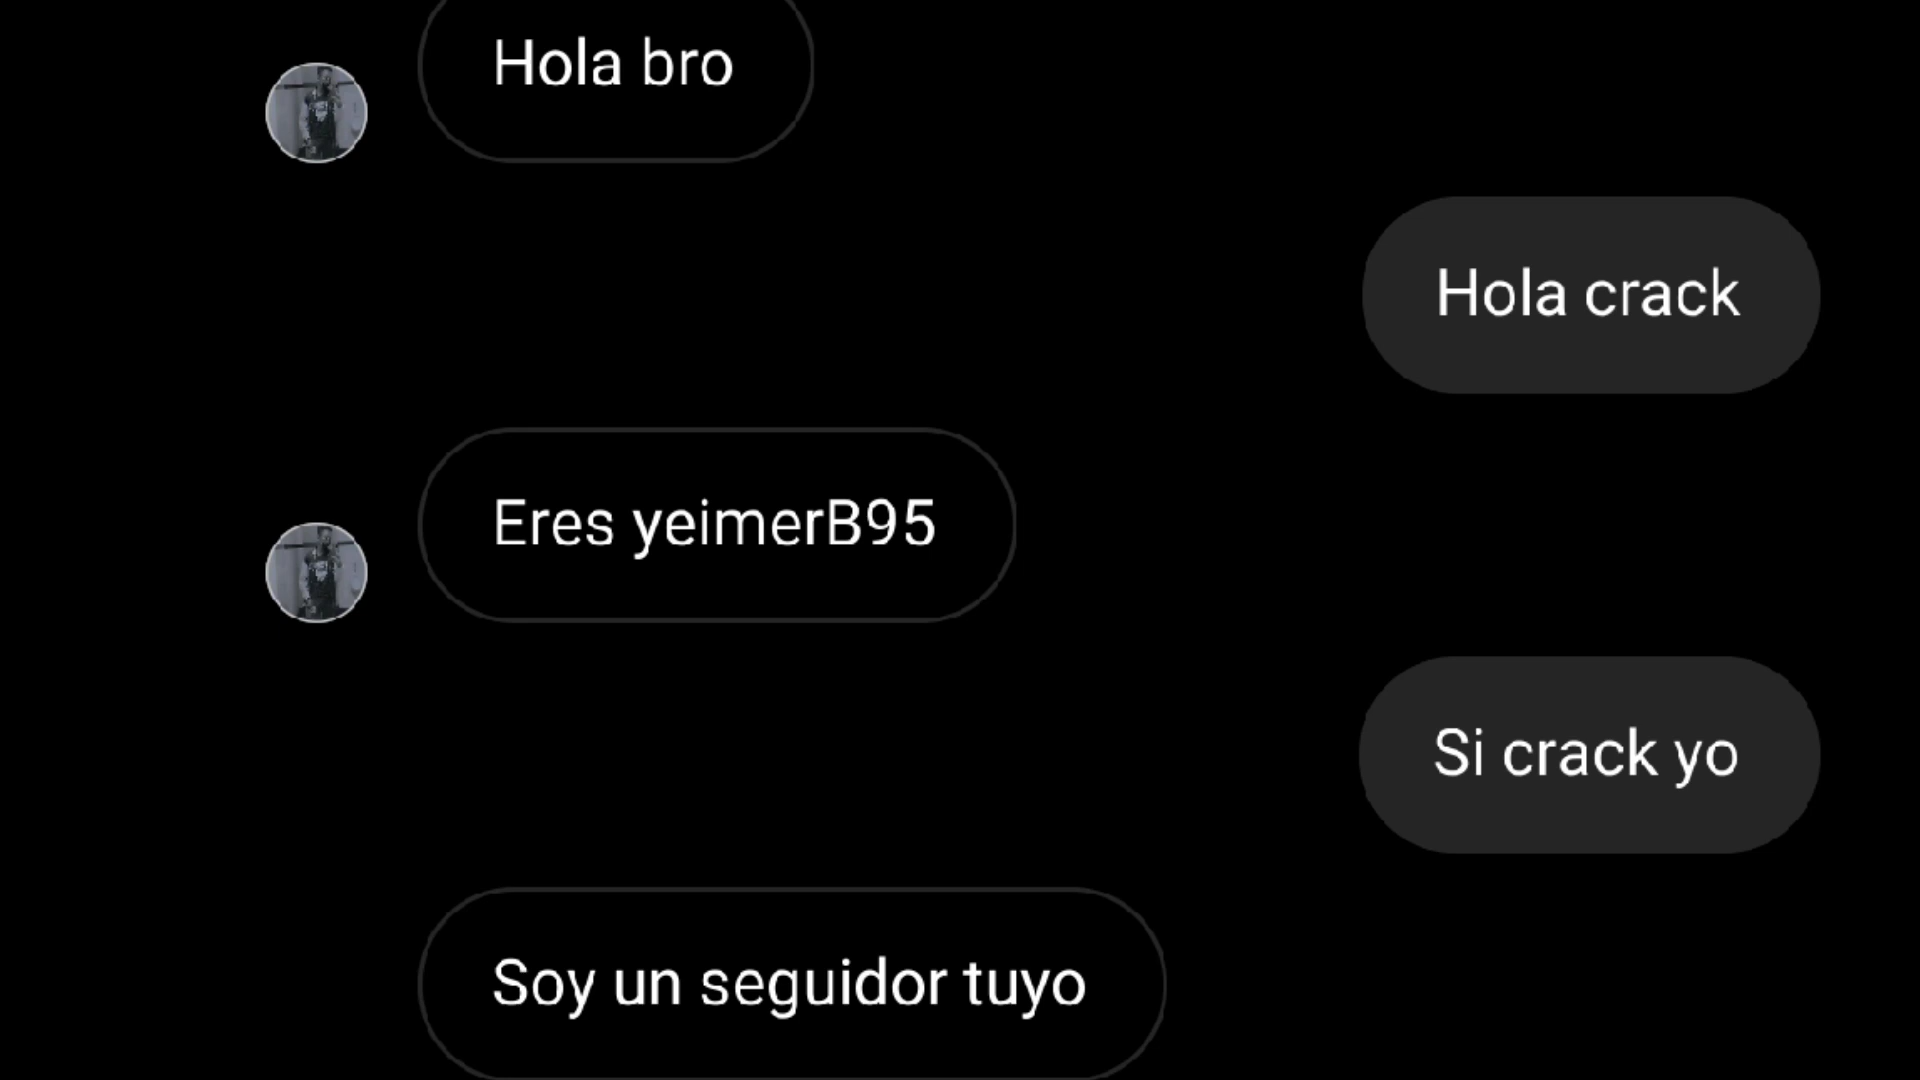 Hola bro
Hola crack
Eres yeimerB95
Si crack yo
Soy un seguidor tuyo